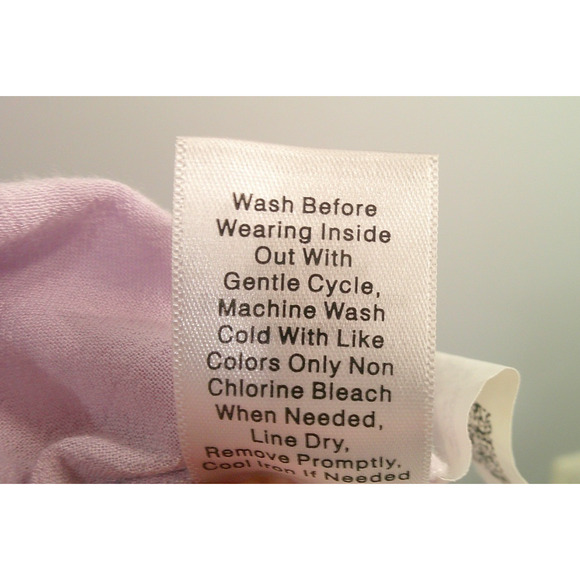 Wash Before
Wearing Inside
Out With
Gentle Cycle,
Machine Wash
Cold With Like
Colors Only Non
Chlorine Bleach
When Needed,
Line Dry,
Remove Promptly.
Cool Iron If Needed